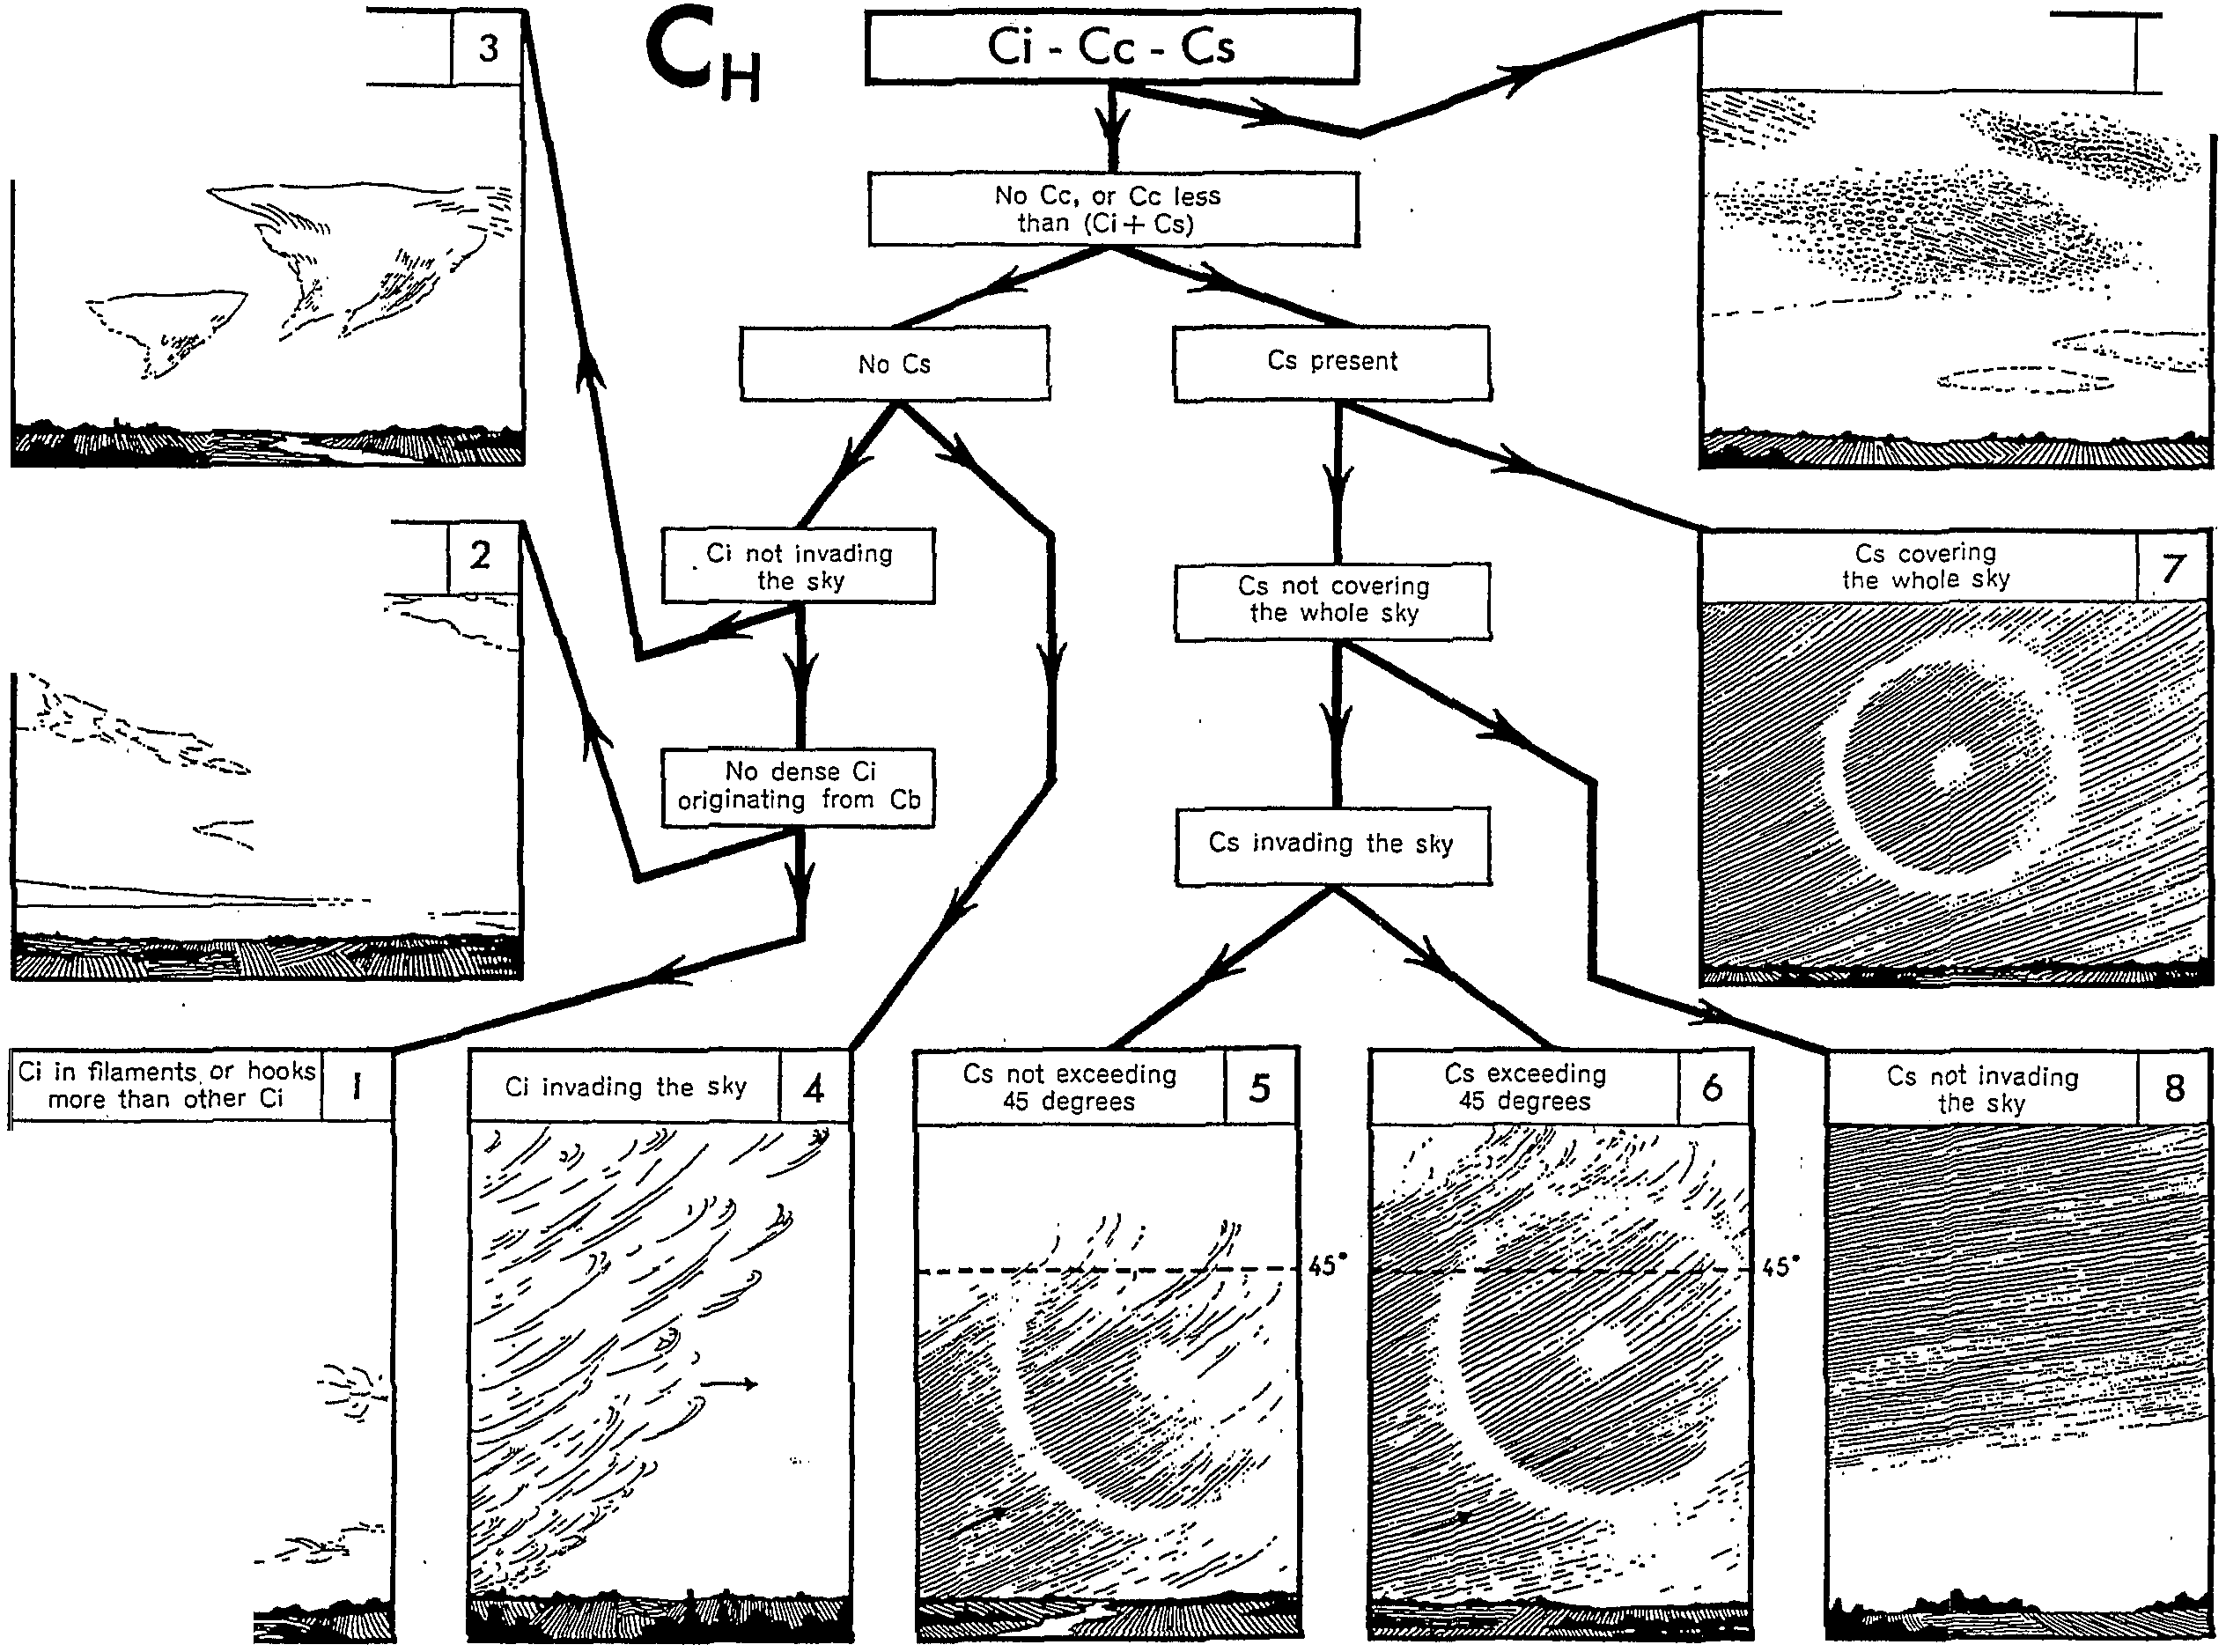 3
C_H
Ci - Cc - Cs
No Cc, or Cc less
than (Ci + Cs)
No Cs
Cs present
2
Ci not invading
the sky
Cs not covering
the whole sky
Cs covering
the whole sky
7
No dense Ci
originating from Cb
Cs invading the sky
Ci in filaments or hooks
more than other Ci
1
Ci invading the sky
4
Cs not exceeding
45 degrees
5
Cs exceeding
45 degrees
6
Cs not invading
the sky
8
45°
45°